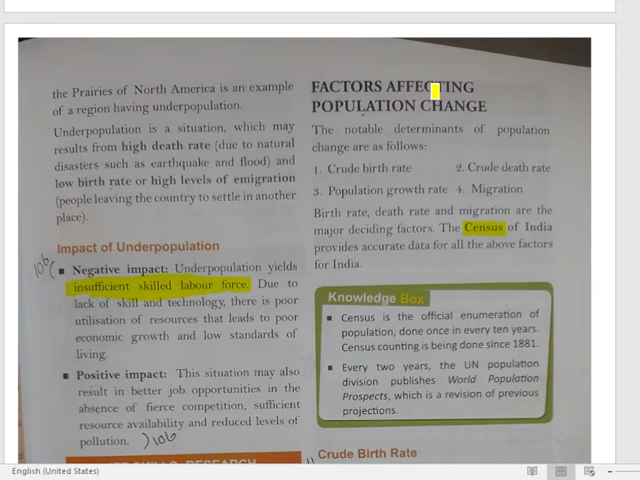 the Prairies of North America is an example
of a region having underpopulation.
Underpopulation is a situation, which may
results from high death rate (due to natural
disasters such as earthquake and flood) and
low birth rate or high levels of emigration
(people leaving the country to settle in another
place).
Impact of Underpopulation
106 (
■ Negative impact: Underpopulation yields
insufficient skilled labour force. Due to
lack of skill and technology, there is poor
utilisation of resources that leads to poor
economic growth and low standards of
living.
■ Positive impact: This situation may also
result in better job opportunities in the
absence of fierce competition, sufficient
resource availability and reduced levels of
pollution. ) 106
FACTORS AFFECTING
POPULATION CHANGE
The notable determinants of population
change are as follows:
1. Crude birth rate 2. Crude death rate
3. Population growth rate 4. Migration
Birth rate, death rate and migration are the
major deciding factors. The Census of India
provides accurate data for all the above factors
for India.
Knowledge Box
■ Census is the official enumeration of
population, done once in every ten years.
Census counting is being done since 1881.
■ Every two years, the UN population
division publishes World Population
Prospects, which is a revision of previous
projections.
Crude Birth Rate
English (United States)